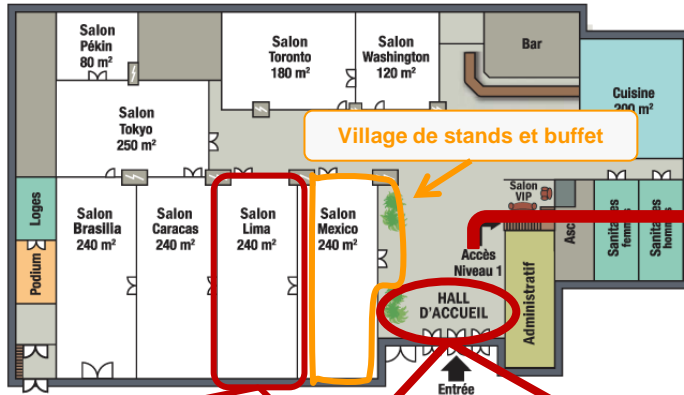 Salon
Pékin
80 m²
Salon
Toronto
180 m²
Salon
Washington
120 m²
Bar
Cuisine
200 m²
Salon
Tokyo
250 m²
Village de stands et buffet
Loges
Podium
Salon
Brasilia
240 m²
Salon
Caracas
240 m²
Salon
Lima
240 m²
Salon
Mexico
240 m²
Salon
VIP
Asc
Sanitaires
femmes
Sanitaires
hommes
Accès
Niveau 1
HALL
D'ACCUEIL
Administratif
Entrée